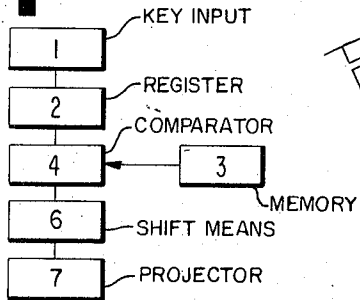 KEY INPUT
1
REGISTER
2
COMPARATOR
4
3
MEMORY
6
SHIFT MEANS
7
PROJECTOR